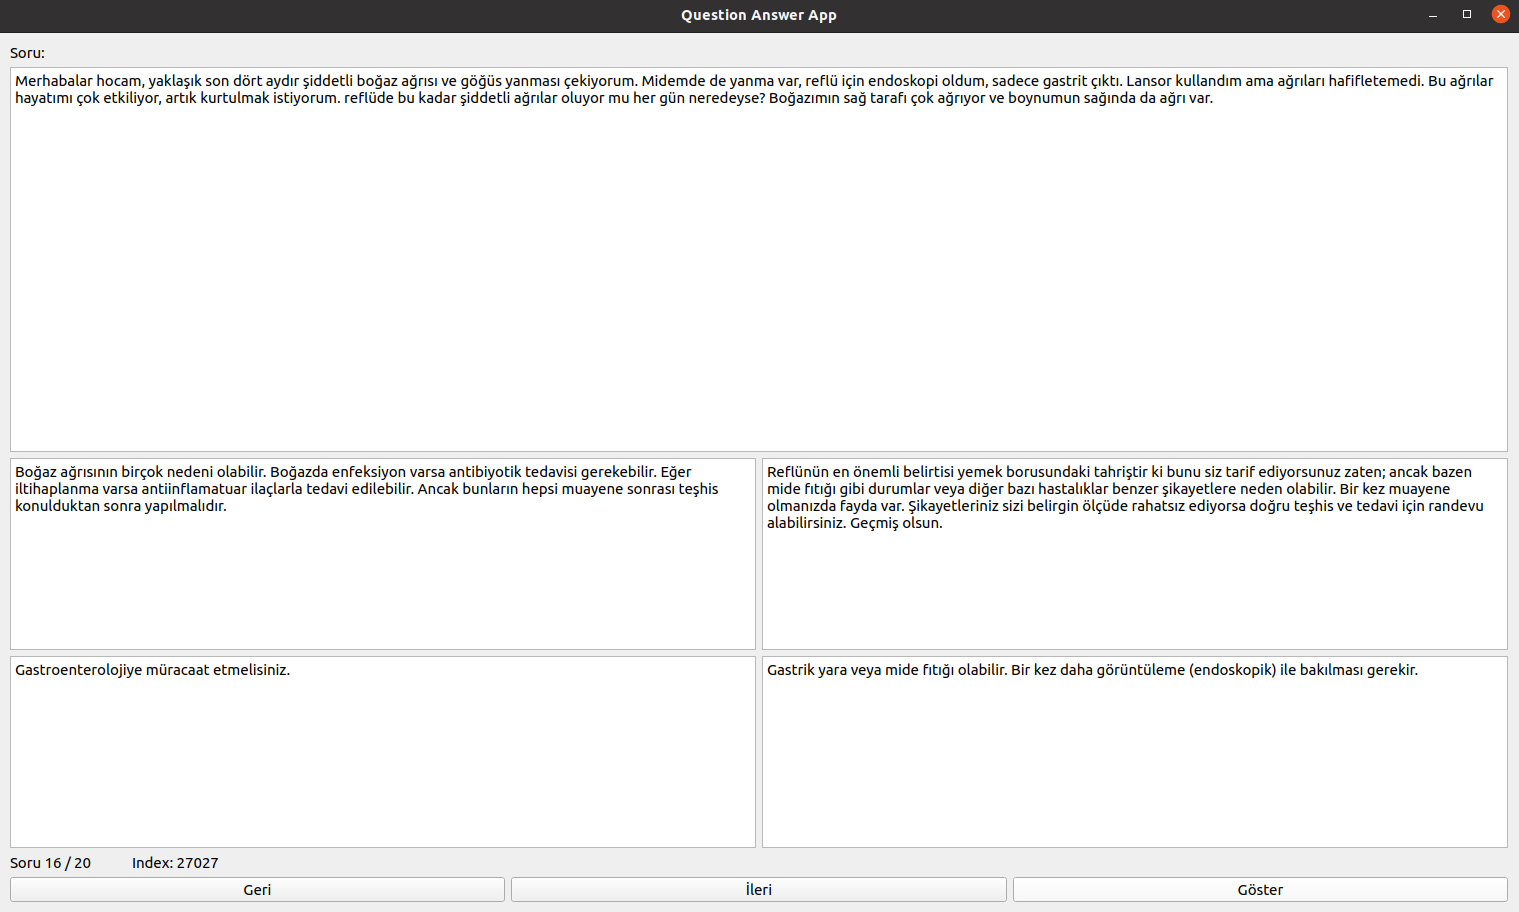 Question Answer App
Soru:
Merhabalar hocam, yaklaşık son dört aydır şiddetli boğaz ağrısı ve göğüs yanması çekiyorum. Midemde de yanma var, reflü için endoskopi oldum, sadece gastrit çıktı. Lansor kullandım ama ağrıları hafifletemedi. Bu ağrılar
hayatımı çok etkiliyor, artık kurtulmak istiyorum. reflüde bu kadar şiddetli ağrılar oluyor mu her gün neredeyse? Boğazımın sağ tarafı çok ağrıyor ve boynumun sağında da ağrı var.
Boğaz ağrısının birçok nedeni olabilir. Boğazda enfeksiyon varsa antibiyotik tedavisi gerekebilir. Eğer
iltihaplanma varsa antiinflamatuar ilaçlarla tedavi edilebilir. Ancak bunların hepsi muayene sonrası teşhis
konulduktan sonra yapılmalıdır.
Reflünün en önemli belirtisi yemek borusundaki tahriştir ki bunu siz tarif ediyorsunuz zaten; ancak bazen
mide fıtığı gibi durumlar veya diğer bazı hastalıklar benzer şikayetlere neden olabilir. Bir kez muayene
olmanızda fayda var. Şikayetleriniz sizi belirgin ölçüde rahatsız ediyorsa doğru teşhis ve tedavi için randevu
alabilirsiniz. Geçmiş olsun.
Gastroenterolojiye müracaat etmelisiniz.
Gastrik yara veya mide fıtığı olabilir. Bir kez daha görüntüleme (endoskopik) ile bakılması gerekir.
Soru 16 / 20 Index: 27027
Geri İleri Göster